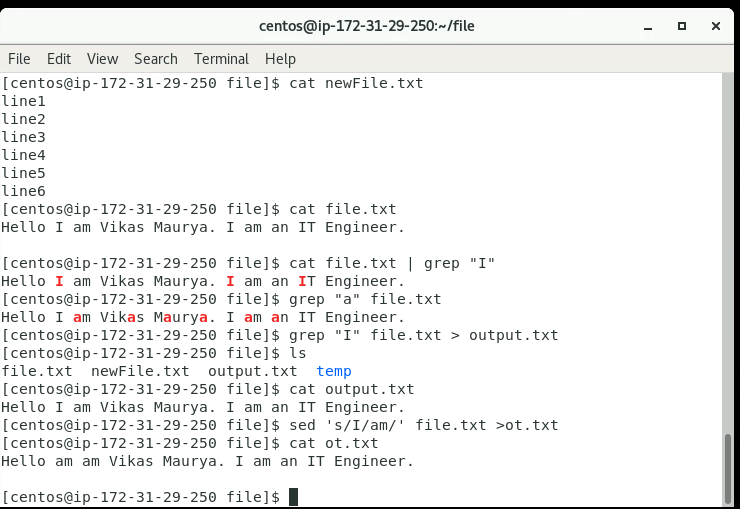 centos@ip-172-31-29-250:~/file
File Edit View Search Terminal Help
[centos@ip-172-31-29-250 file]$ cat newFile.txt
line1
line2
line3
line4
line5
line6
[centos@ip-172-31-29-250 file]$ cat file.txt
Hello I am Vikas Maurya. I am an IT Engineer.
[centos@ip-172-31-29-250 file]$ cat file.txt | grep "I"
Hello I am Vikas Maurya. I am an IT Engineer.
[centos@ip-172-31-29-250 file]$ grep "a" file.txt
Hello I am Vikas Maurya. I am an IT Engineer.
[centos@ip-172-31-29-250 file]$ grep "I" file.txt > output.txt
[centos@ip-172-31-29-250 file]$ ls
file.txt  newFile.txt  output.txt  temp
[centos@ip-172-31-29-250 file]$ cat output.txt
Hello I am Vikas Maurya. I am an IT Engineer.
[centos@ip-172-31-29-250 file]$ sed 's/I/am/' file.txt >ot.txt
[centos@ip-172-31-29-250 file]$ cat ot.txt
Hello am am Vikas Maurya. I am an IT Engineer.
[centos@ip-172-31-29-250 file]$